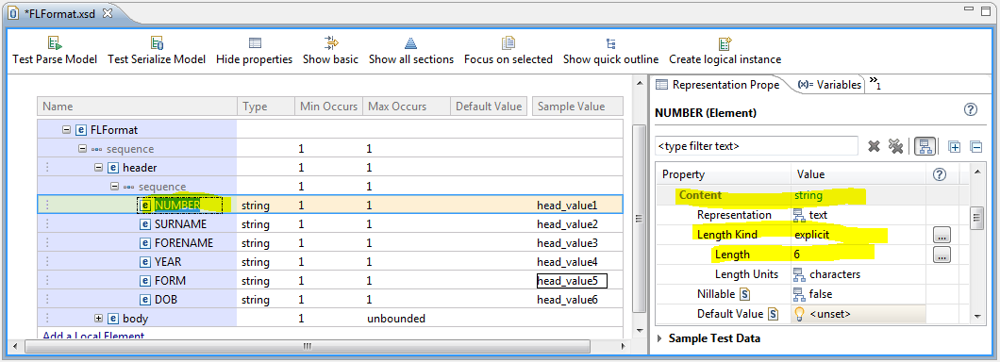 *FLFormat.xsd
Test Parse Model Test Serialize Model Hide properties Show basic Show all sections Focus on selected Show quick outline Create logical instance
Name Type Min Occurs Max Occurs Default Value Sample Value
FLFormat
sequence 1 1
header 1 1
sequence 1 1
NUMBER string 1 1 head_value1
SURNAME string 1 1 head_value2
FORENAME string 1 1 head_value3
YEAR string 1 1 head_value4
FORM string 1 1 head_value5
DOB string 1 1 head_value6
body 1 unbounded
Add a Local Element
Representation Prope (x)= Variables »1
NUMBER (Element)
<type filter text>
Property Value
Content string
Representation text
Length Kind explicit ...
Length 6 ...
Length Units characters
Nillable S false
Default Value S <unset>
Sample Test Data